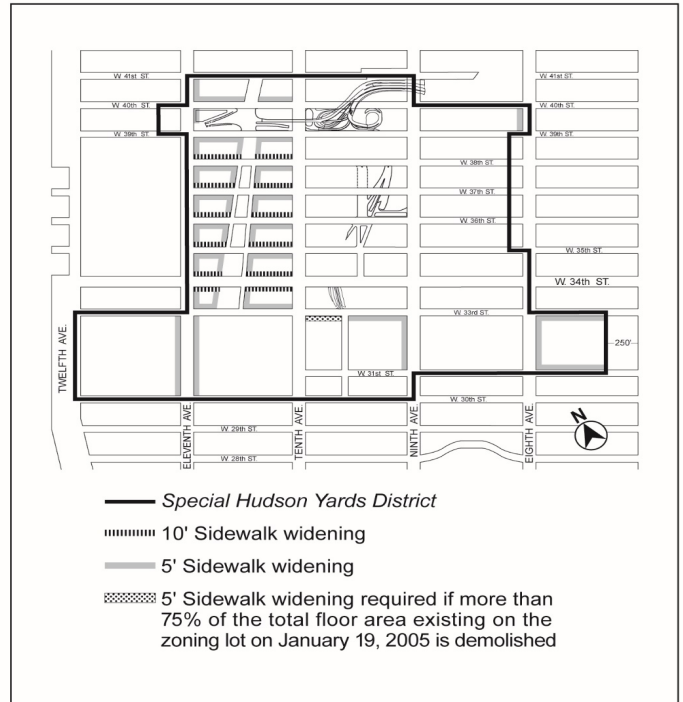 W. 41st ST.
W. 41st ST.
W. 40th ST.
W. 40th ST.
W. 39th ST.
W. 39th ST.
W. 38th ST.
W. 37th ST.
W. 36th ST.
W. 35th ST.
W. 34th ST.
W. 33rd ST.
250'
TWELFTH AVE.
W. 31st ST.
W. 30th ST.
ELEVENTH AVE.
TENTH AVE.
NINTH AVE.
EIGHTH AVE.
N
W. 29th ST.
W. 28th ST.
Special Hudson Yards District
10' Sidewalk widening
5' Sidewalk widening
5' Sidewalk widening required if more than
75% of the total floor area existing on the
zoning lot on January 19, 2005 is demolished